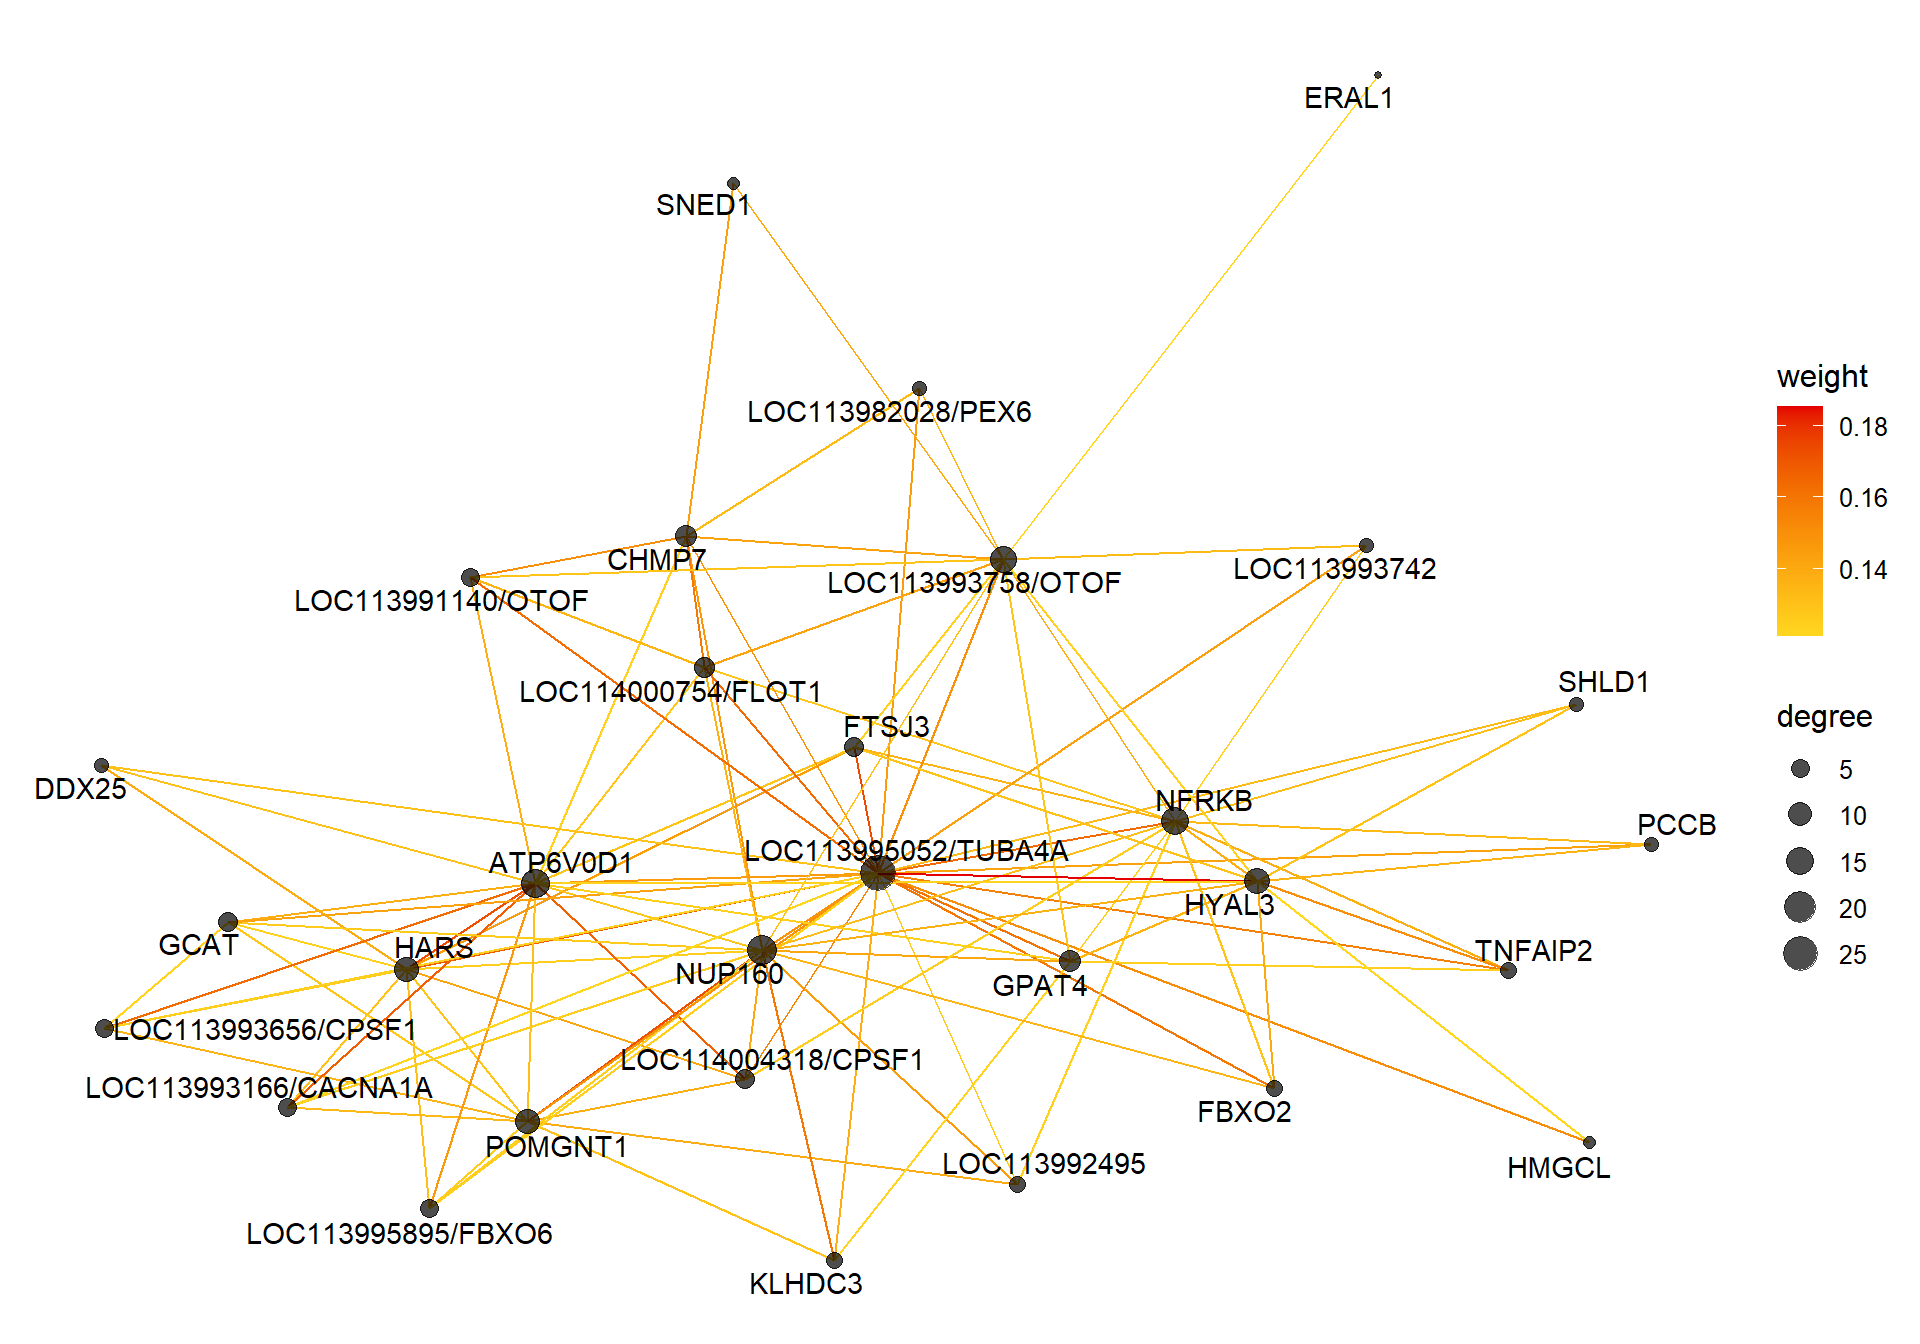 ERAL1
SNED1
LOC113982028/PEX6
CHMP7
LOC113993758/OTOF
LOC113993742
LOC113991140/OTOF
LOC114000754/FLOT1
SHLD1
FTSJ3
DDX25
NFRKB
PCCB
LOC113995052/TUBA4A
ATP6V0D1
HYAL3
GCAT
HARS
NUP160
GPAT4
TNFAIP2
LOC113993656/CPSF1
LOC114004318/CPSF1
LOC113993166/CACNA1A
FBXO2
POMGNT1
LOC113992495
HMGCL
LOC113995895/FBXO6
KLHDC3
weight
0.18
0.16
0.14
degree
5
10
15
20
25